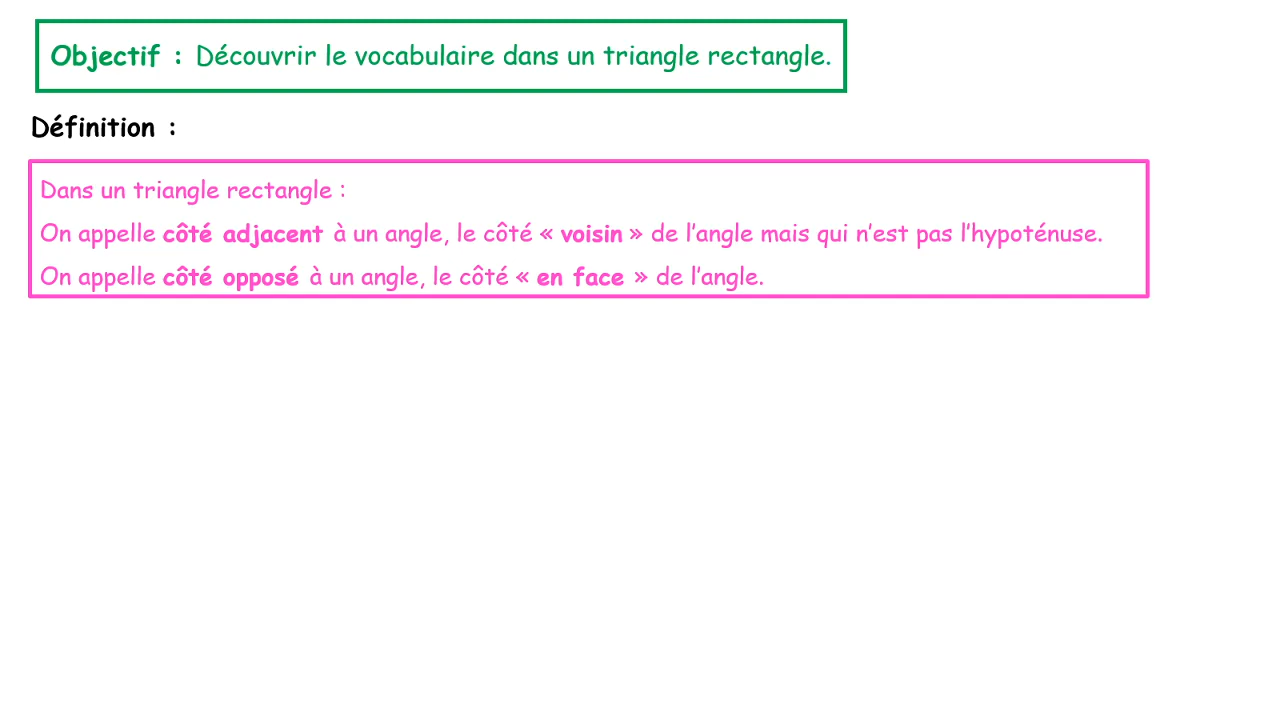 Objectif : Découvrir le vocabulaire dans un triangle rectangle.
Définition :
Dans un triangle rectangle :
On appelle côté adjacent à un angle, le côté « voisin » de l’angle mais qui n’est pas l’hypoténuse.
On appelle côté opposé à un angle, le côté « en face » de l’angle.